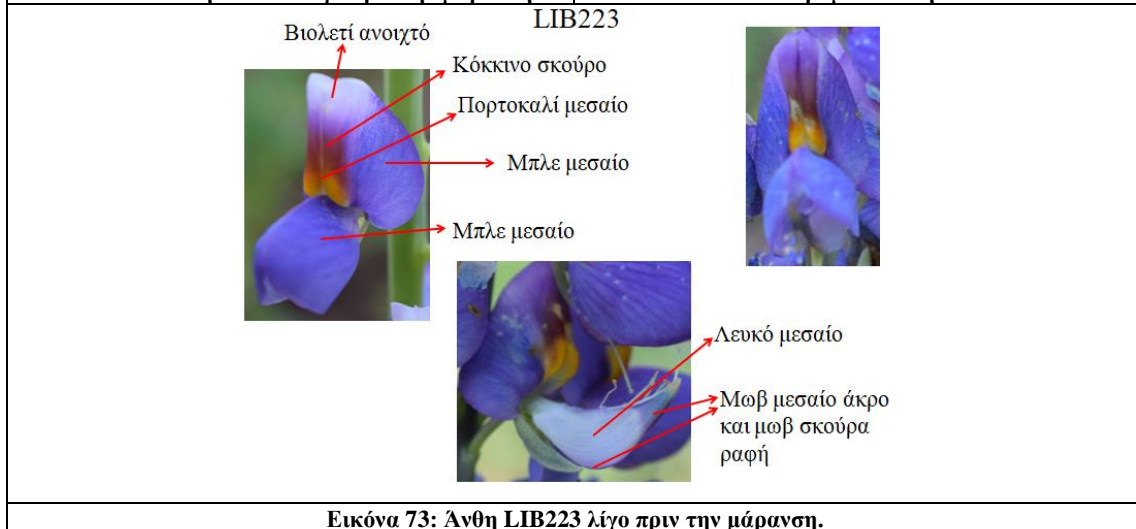 LIB223
Βιολετί ανοιχτό
Κόκκινο σκούρο
Πορτοκαλί μεσαίο
Μπλε μεσαίο
Μπλε μεσαίο
Λευκό μεσαίο
Μωβ μεσαίο άκρο
και μωβ σκούρα
ραφή
Εικόνα 73: Άνθη LIB223 λίγο πριν την μάρανση.